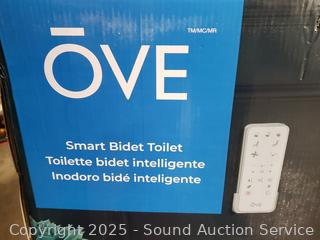 TM/MC/MR
ŌVE
Smart Bidet Toilet
Toilette bidet intelligente
Inodoro bidé inteligente
ŌVE
Copyright 2025 - Sound Auction Service